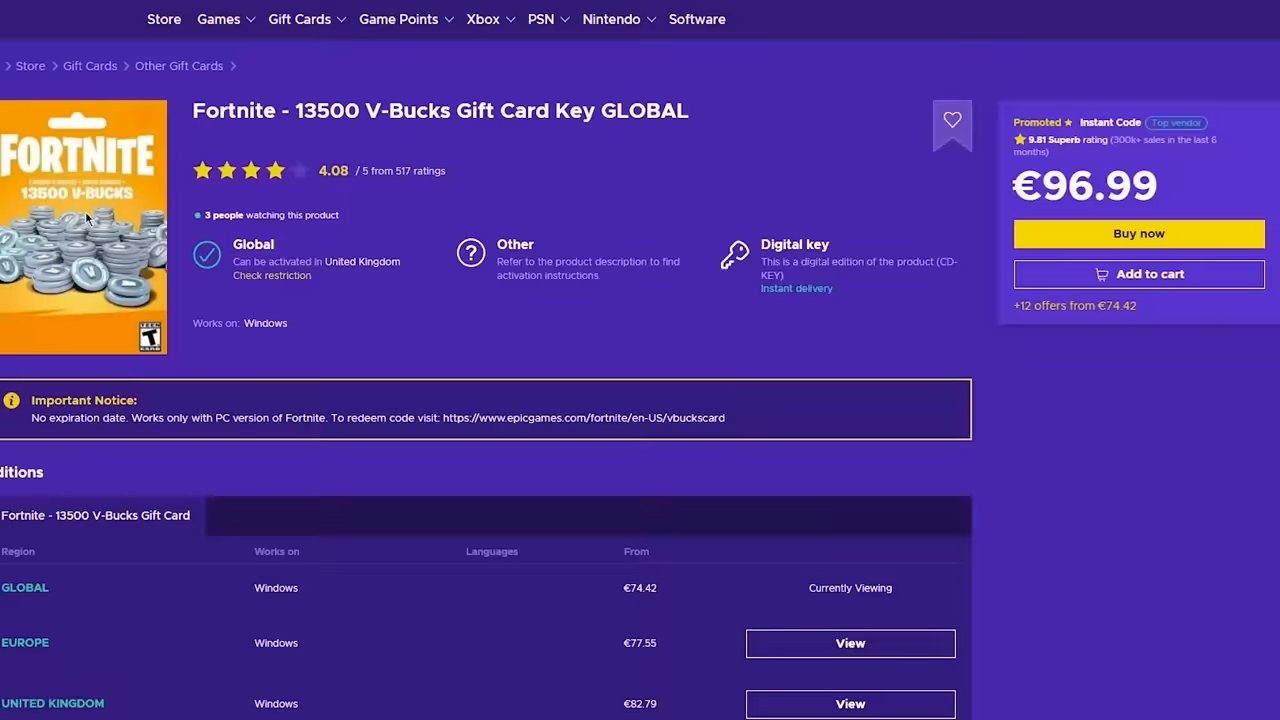 Store Games Gift Cards Game Points Xbox PSN Nintendo Software
Store Gift Cards Other Gift Cards
FORTNITE
13500 V-BUCKS
TEEN
T
Fortnite - 13500 V-Bucks Gift Card Key GLOBAL
4.08 / 5 from 517 ratings
3 people watching this product
Global
Can be activated in United Kingdom
Check restriction
Other
Refer to the product description to find
activation instructions.
Digital key
This is a digital edition of the product (CD-
KEY)
Instant delivery
Works on: Windows
Promoted Instant Code Top vendor
9.81 Superb rating (300k+ sales in the last 6
months)
€96.99
Buy now
Add to cart
+12 offers from €74.42
Important Notice:
No expiration date. Works only with PC version of Fortnite. To redeem code visit: https://www.epicgames.com/fortnite/en-US/vbuckscard
ditions
Fortnite - 13500 V-Bucks Gift Card
Region Works on Languages From
GLOBAL Windows €74.42 Currently Viewing
EUROPE Windows €77.55 View
UNITED KINGDOM Windows €82.79 View